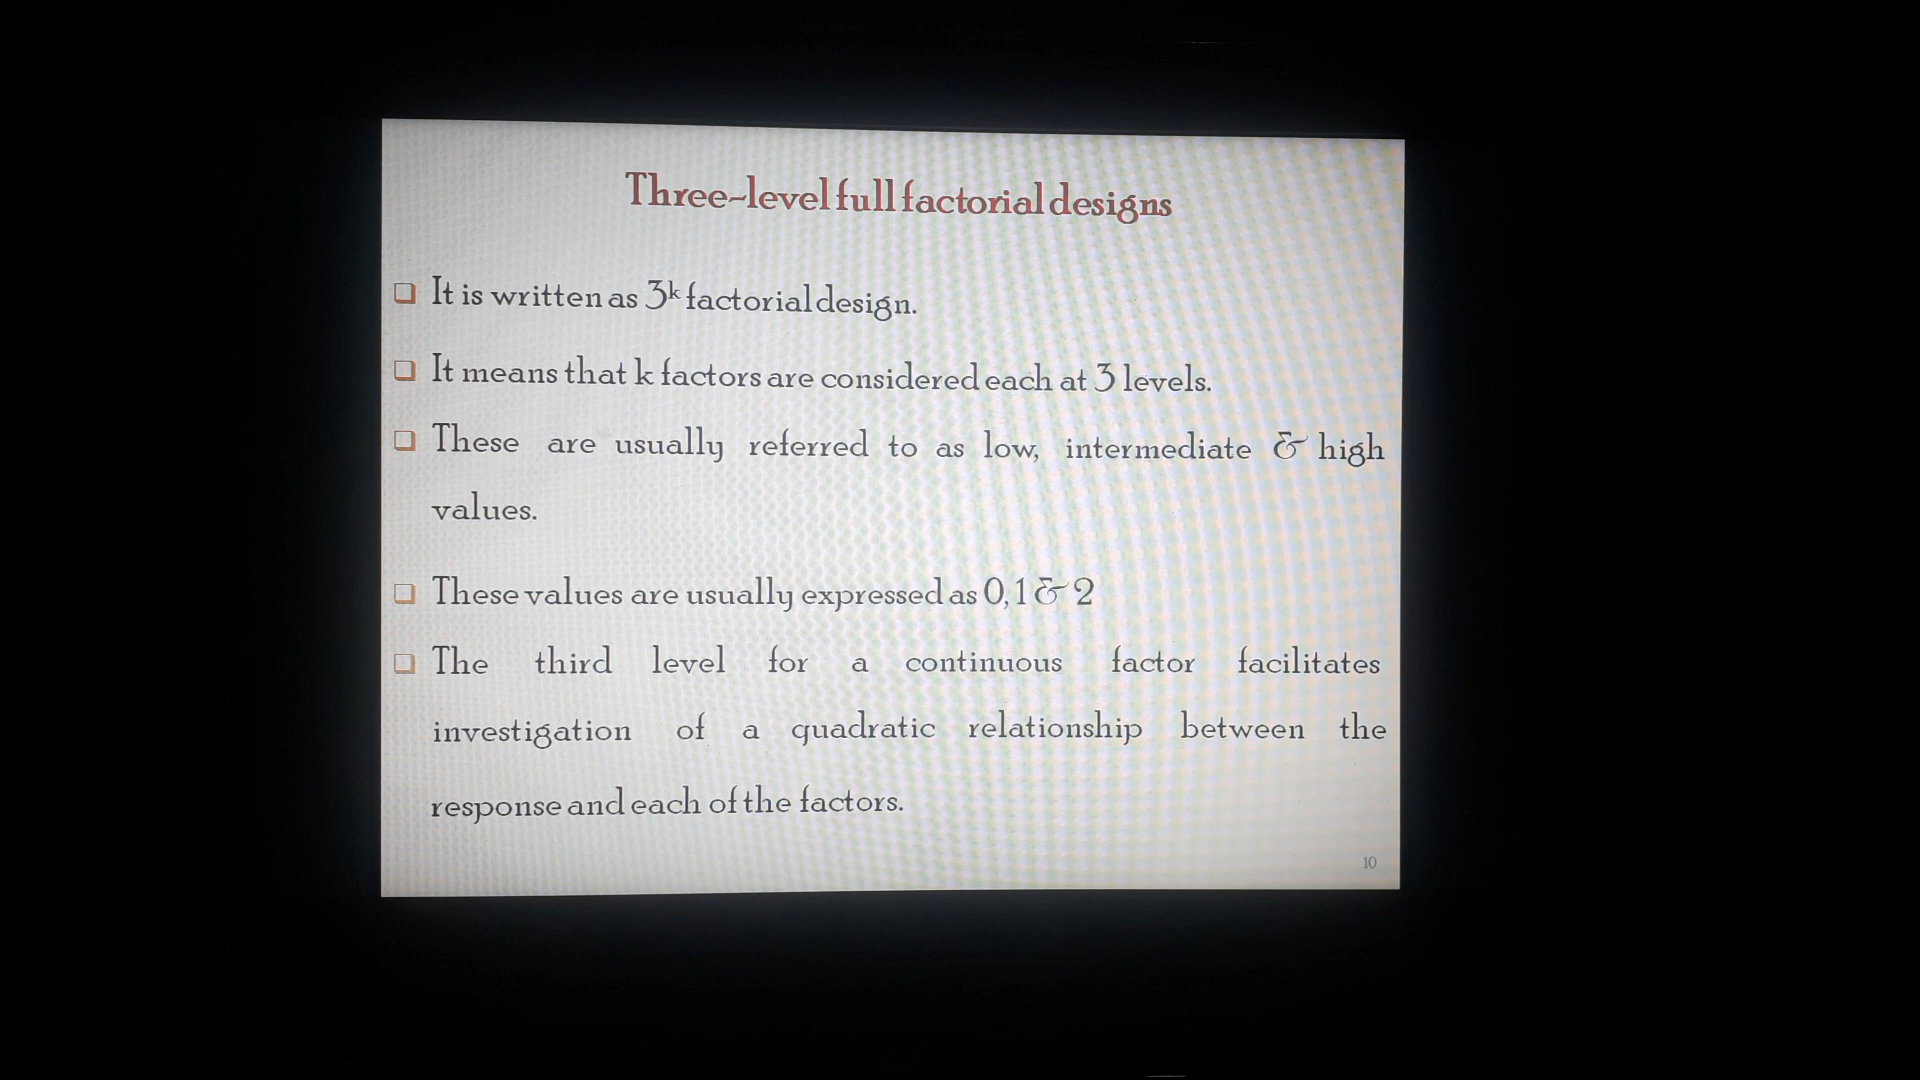 Three-level full factorial designs
It is written as 3ᵏ factorial design.
It means that k factors are considered each at 3 levels.
These are usually referred to as low, intermediate & high
values.
These values are usually expressed as 0, 1 & 2
The third level for a continuous factor facilitates
investigation of a quadratic relationship between the
response and each of the factors.
10